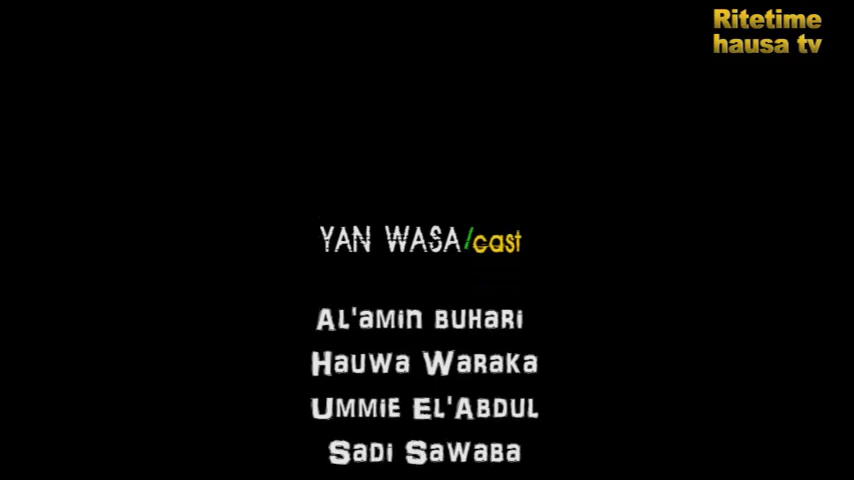 Ritetime
hausa tv
YAN WASA/cast
Al'amin buhari
Hauwa Waraka
Ummie El'Abdul
Sadi Sawaba